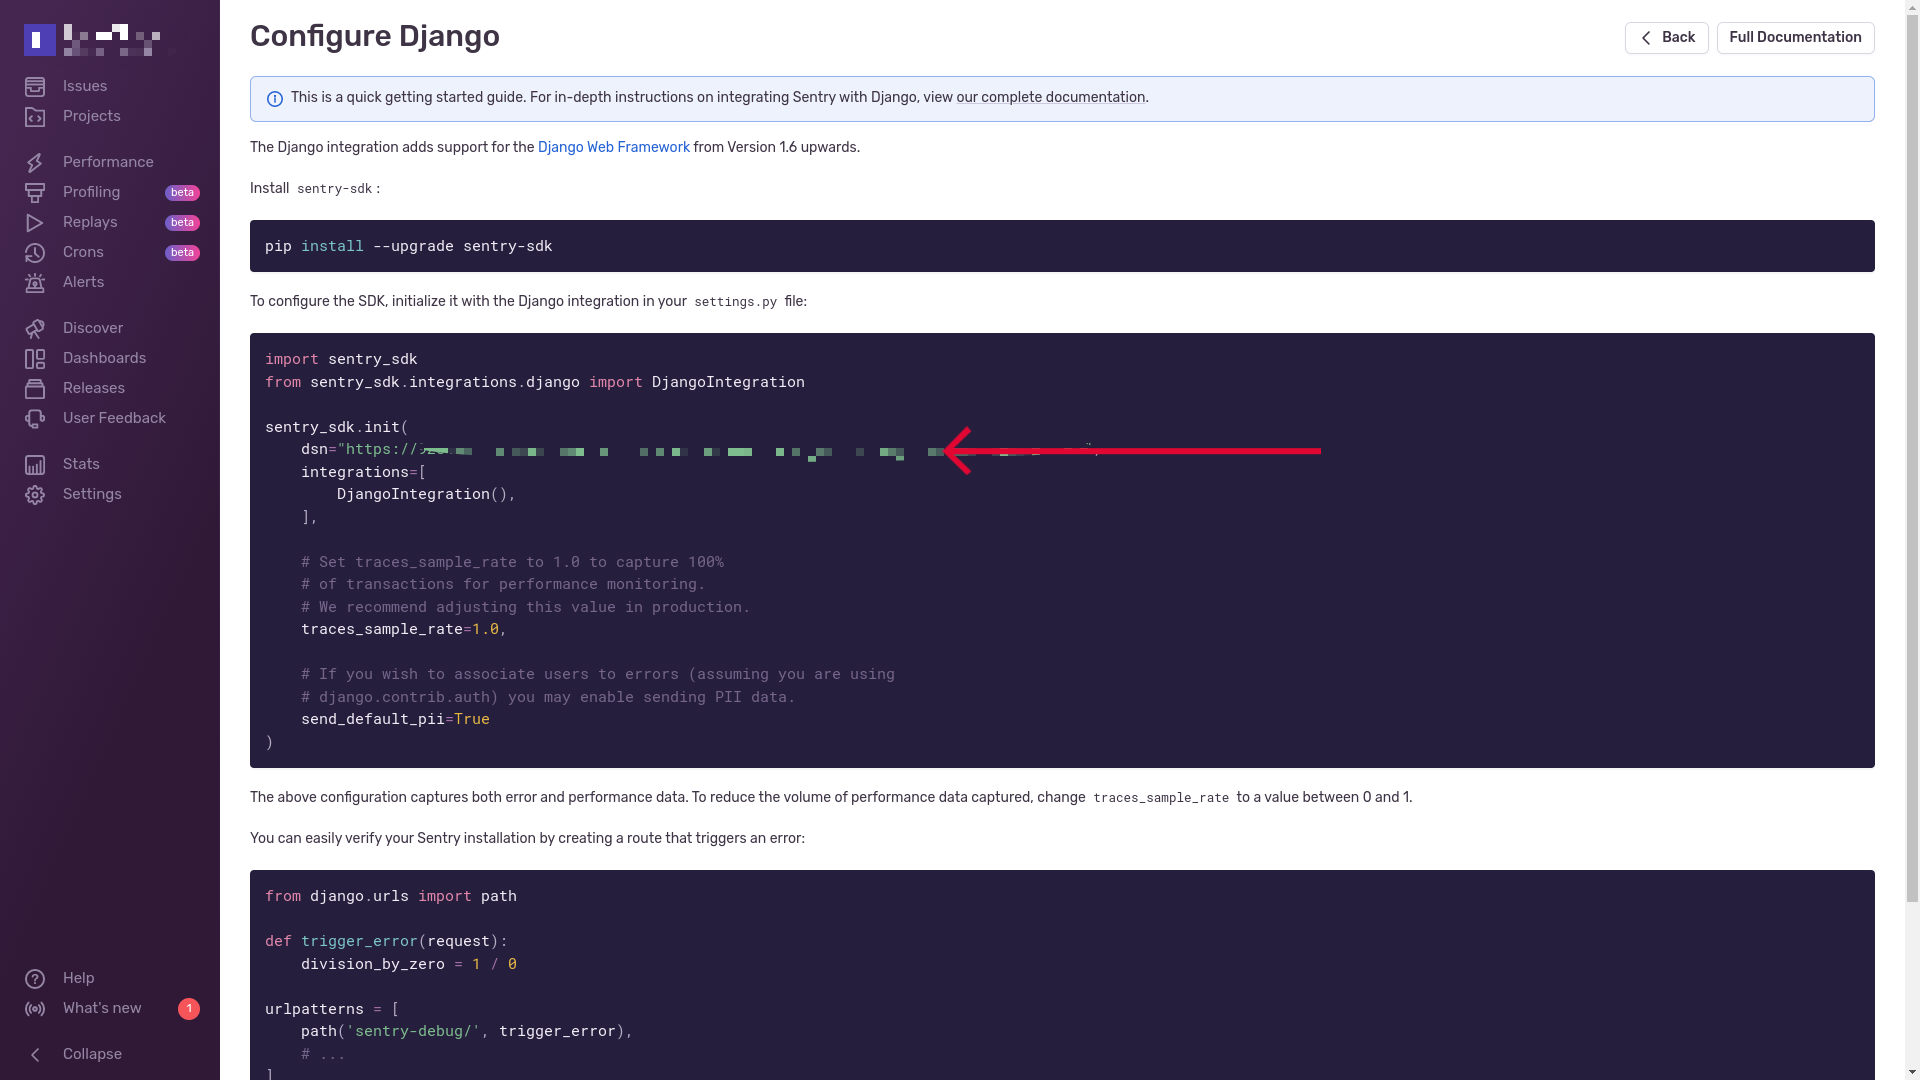 Configure Django
Back
Full Documentation
Issues
Projects
Performance
Profiling beta
Replays beta
Crons beta
Alerts
Discover
Dashboards
Releases
User Feedback
Stats
Settings
Help
What's new 1
Collapse
This is a quick getting started guide. For in-depth instructions on integrating Sentry with Django, view our complete documentation.
The Django integration adds support for the Django Web Framework from Version 1.6 upwards.
Install sentry-sdk:
pip install --upgrade sentry-sdk
To configure the SDK, initialize it with the Django integration in your settings.py file:
import sentry_sdk
from sentry_sdk.integrations.django import DjangoIntegration
sentry_sdk.init(
    dsn="https://
    integrations=[
        DjangoIntegration(),
    ],
    # Set traces_sample_rate to 1.0 to capture 100%
    # of transactions for performance monitoring.
    # We recommend adjusting this value in production.
    traces_sample_rate=1.0,
    # If you wish to associate users to errors (assuming you are using
    # django.contrib.auth) you may enable sending PII data.
    send_default_pii=True
)
The above configuration captures both error and performance data. To reduce the volume of performance data captured, change traces_sample_rate to a value between 0 and 1.
You can easily verify your Sentry installation by creating a route that triggers an error:
from django.urls import path
def trigger_error(request):
    division_by_zero = 1 / 0
urlpatterns = [
    path('sentry-debug/', trigger_error),
    # ...
]